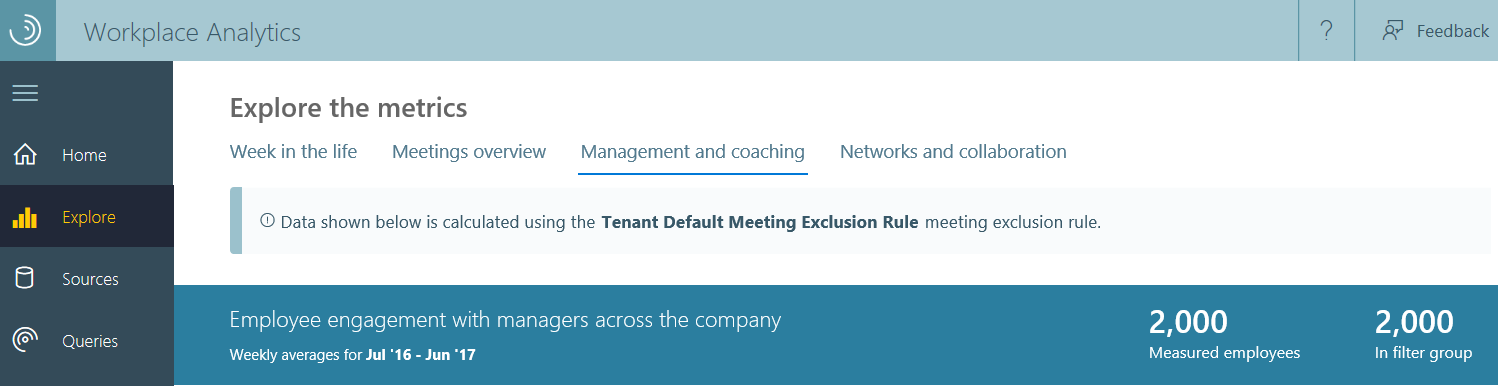 Workplace Analytics
? Feedback
Explore the metrics
Home
Week in the life Meetings overview Management and coaching Networks and collaboration
Explore
Data shown below is calculated using the Tenant Default Meeting Exclusion Rule meeting exclusion rule.
Sources
Queries
Employee engagement with managers across the company
Weekly averages for Jul '16 - Jun '17
2,000
Measured employees
2,000
In filter group